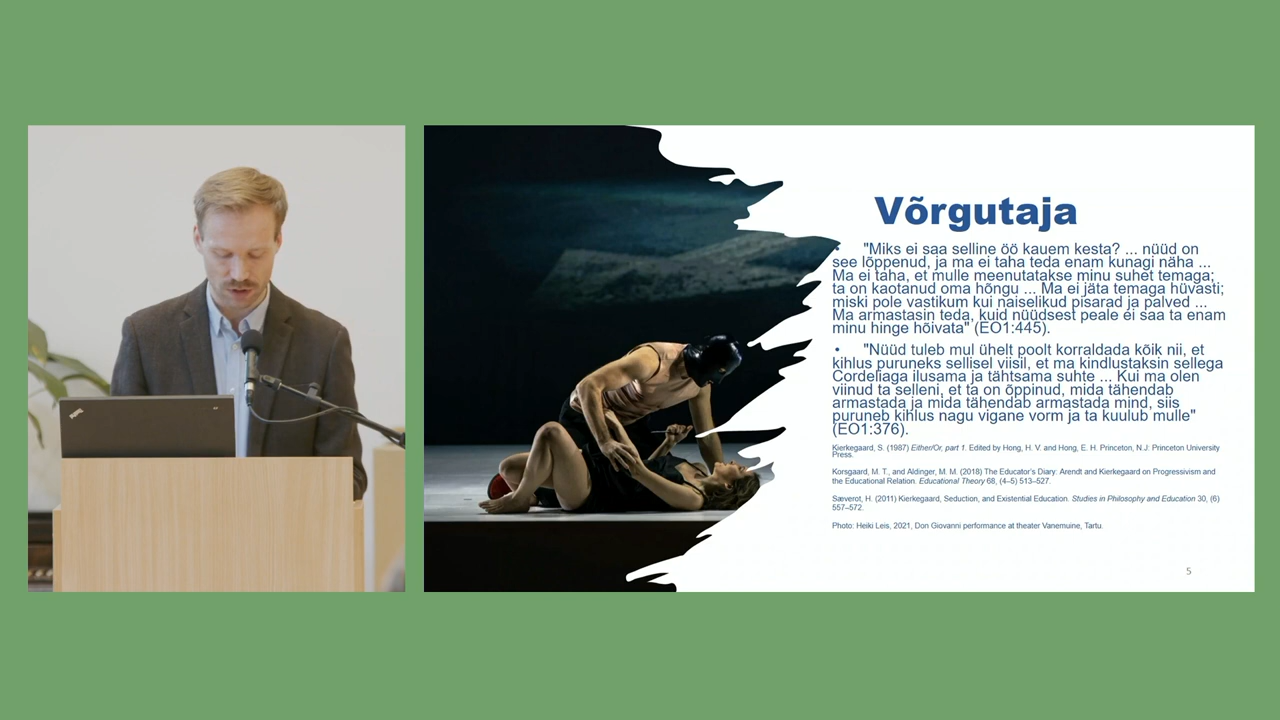 Võrgutaja
• "Miks ei saa selline öö kauem kesta? ... nüüd on
see lõppenud, ja ma ei taha teda enam kunagi näha ...
Ma ei taha, et mulle meenutatakse minu suhet temaga;
ta on kaotanud oma hõngu ... Ma ei jäta temaga hüvasti;
miski pole vastikum kui naiselikud pisarad ja palved ...
Ma armastasin teda, kuid nüüdsest peale ei saa ta enam
minu hinge hõivata" (EO1:445).
• "Nüüd tuleb mul ühelt poolt korraldada kõik nii, et
kihlus puruneks sellisel viisil, et ma kindlustaksin sellega
Cordeliaga ilusama ja tähtsama suhte ... Kui ma olen
viinud ta selleni, et ta on õppinud, mida tähendab
armastada ja mida tähendab armastada mind, siis
puruneb kihlus nagu vigane vorm ja ta kuulub mulle"
(EO1:376).
Kierkegaard, S. (1987) Either/Or, part 1. Edited by Hong, H. V. and Hong, E. H. Princeton, N.J: Princeton University
Press.
Korsgaard, M. T., and Aldinger, M. M. (2018) The Educator's Diary: Arendt and Kierkegaard on Progressivism and
the Educational Relation. Educational Theory 68, (4–5) 513–527.
Sæverot, H. (2011) Kierkegaard, Seduction, and Existential Education. Studies in Philosophy and Education 30, (6)
557–572.
Photo: Heiki Leis, 2021, Don Giovanni performance at theater Vanemuine, Tartu.
5